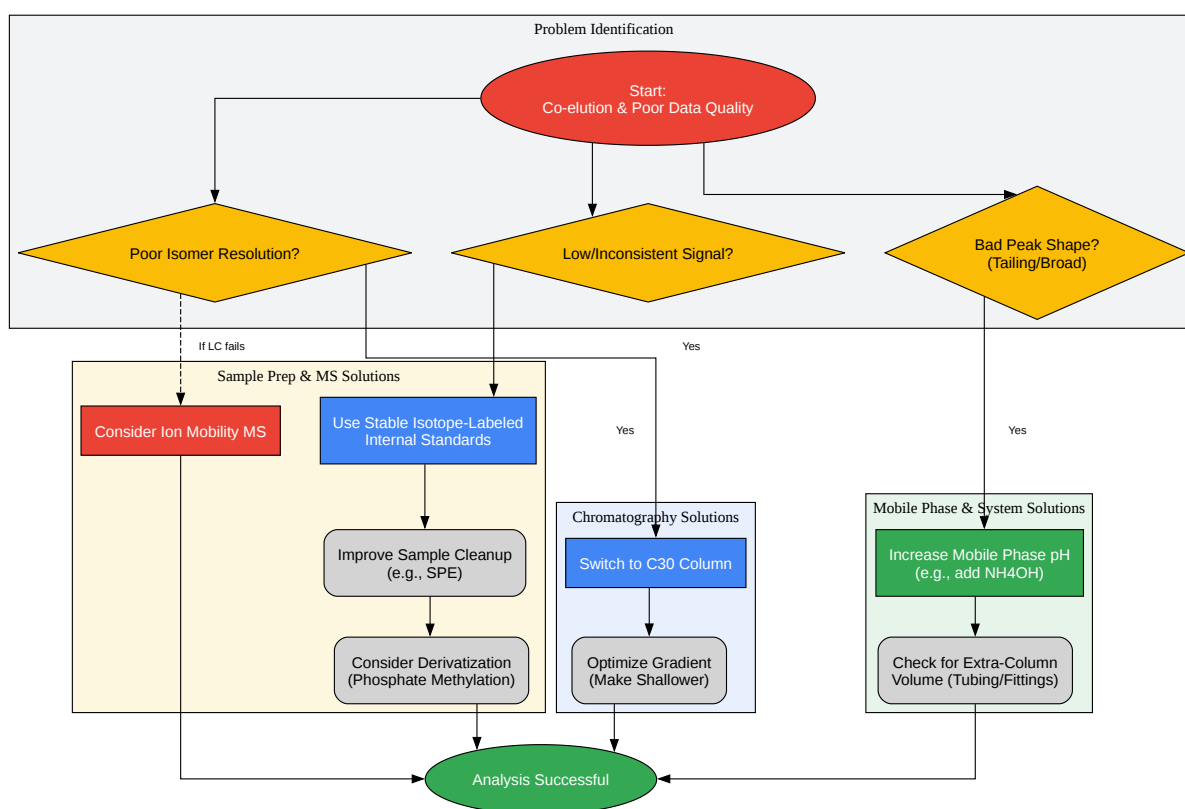 Problem Identification
Start:
Co-elution & Poor Data Quality
Poor Isomer Resolution?
Low/Inconsistent Signal?
Bad Peak Shape?
(Tailing/Broad)
If LC fails
Yes
Sample Prep & MS Solutions
Consider Ion Mobility MS
Use Stable Isotope-Labeled
Internal Standards
Yes
Yes
Improve Sample Cleanup
(e.g., SPE)
Consider Derivatization
(Phosphate Methylation)
Chromatography Solutions
Switch to C30 Column
Optimize Gradient
(Make Shallower)
Mobile Phase & System Solutions
Increase Mobile Phase pH
(e.g., add NH4OH)
Check for Extra-Column
Volume (Tubing/Fittings)
Analysis Successful